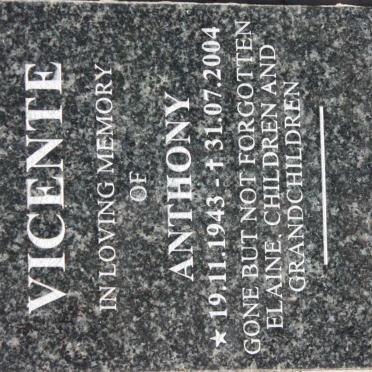 VICENTE
IN LOVING MEMORY
OF
ANTHONY
★ 19.11.1943 - ✝ 31.07.2004
GONE BUT NOT FORGOTTEN
ELAINE, CHILDREN AND
GRANDCHILDREN